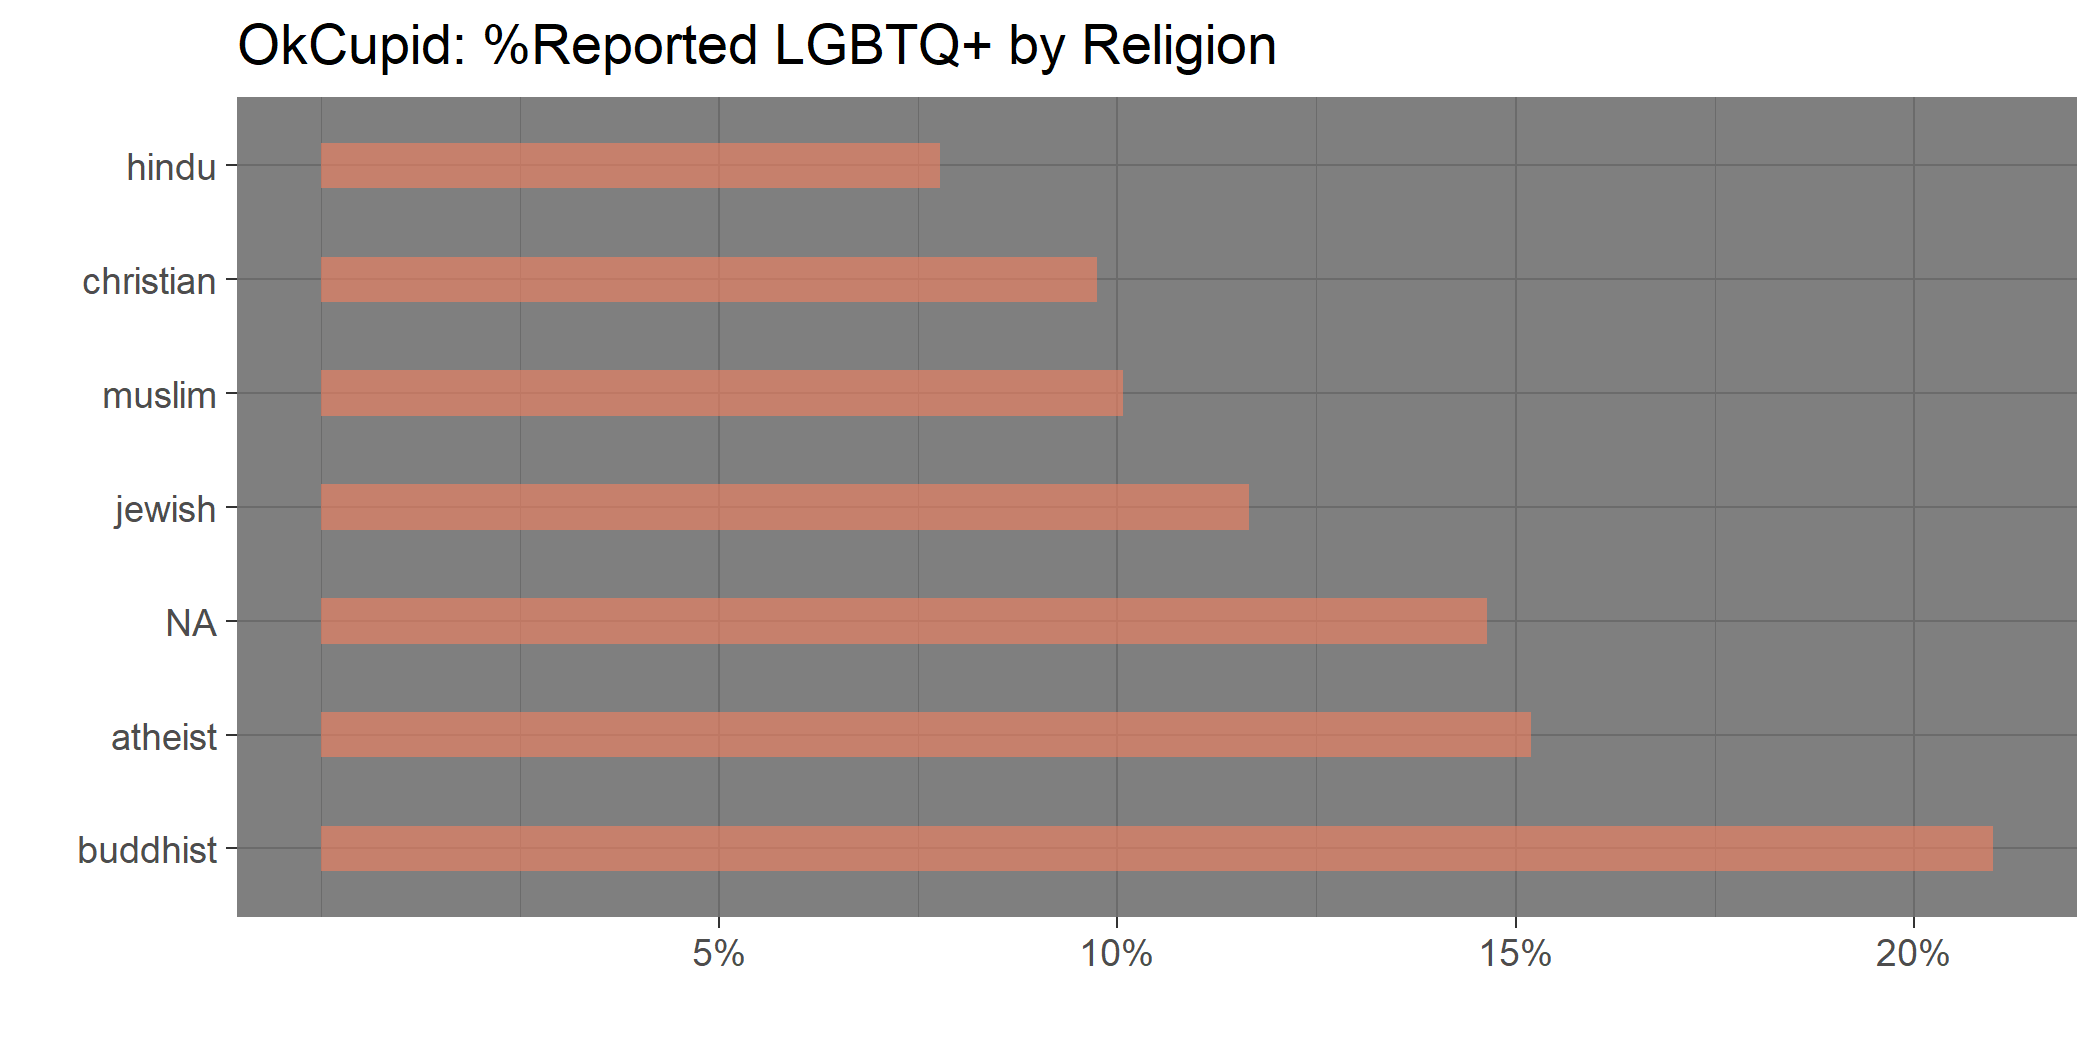 OkCupid: %Reported LGBTQ+ by Religion
hindu
christian
muslim
jewish
NA
atheist
buddhist
5% 10% 15% 20%